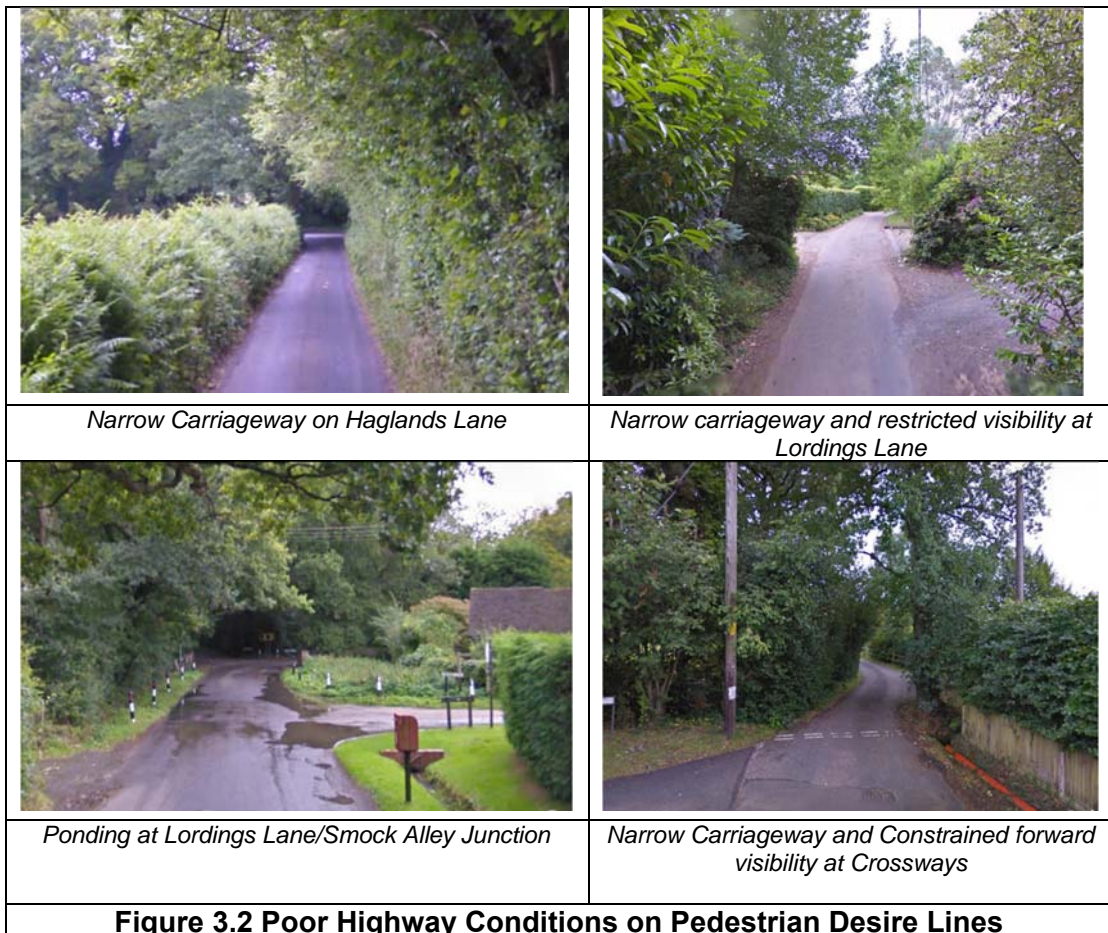 Narrow Carriageway on Haglands Lane
Narrow carriageway and restricted visibility at
Lordings Lane
Ponding at Lordings Lane/Smock Alley Junction
Narrow Carriageway and Constrained forward
visibility at Crossways
Figure 3.2 Poor Highway Conditions on Pedestrian Desire Lines